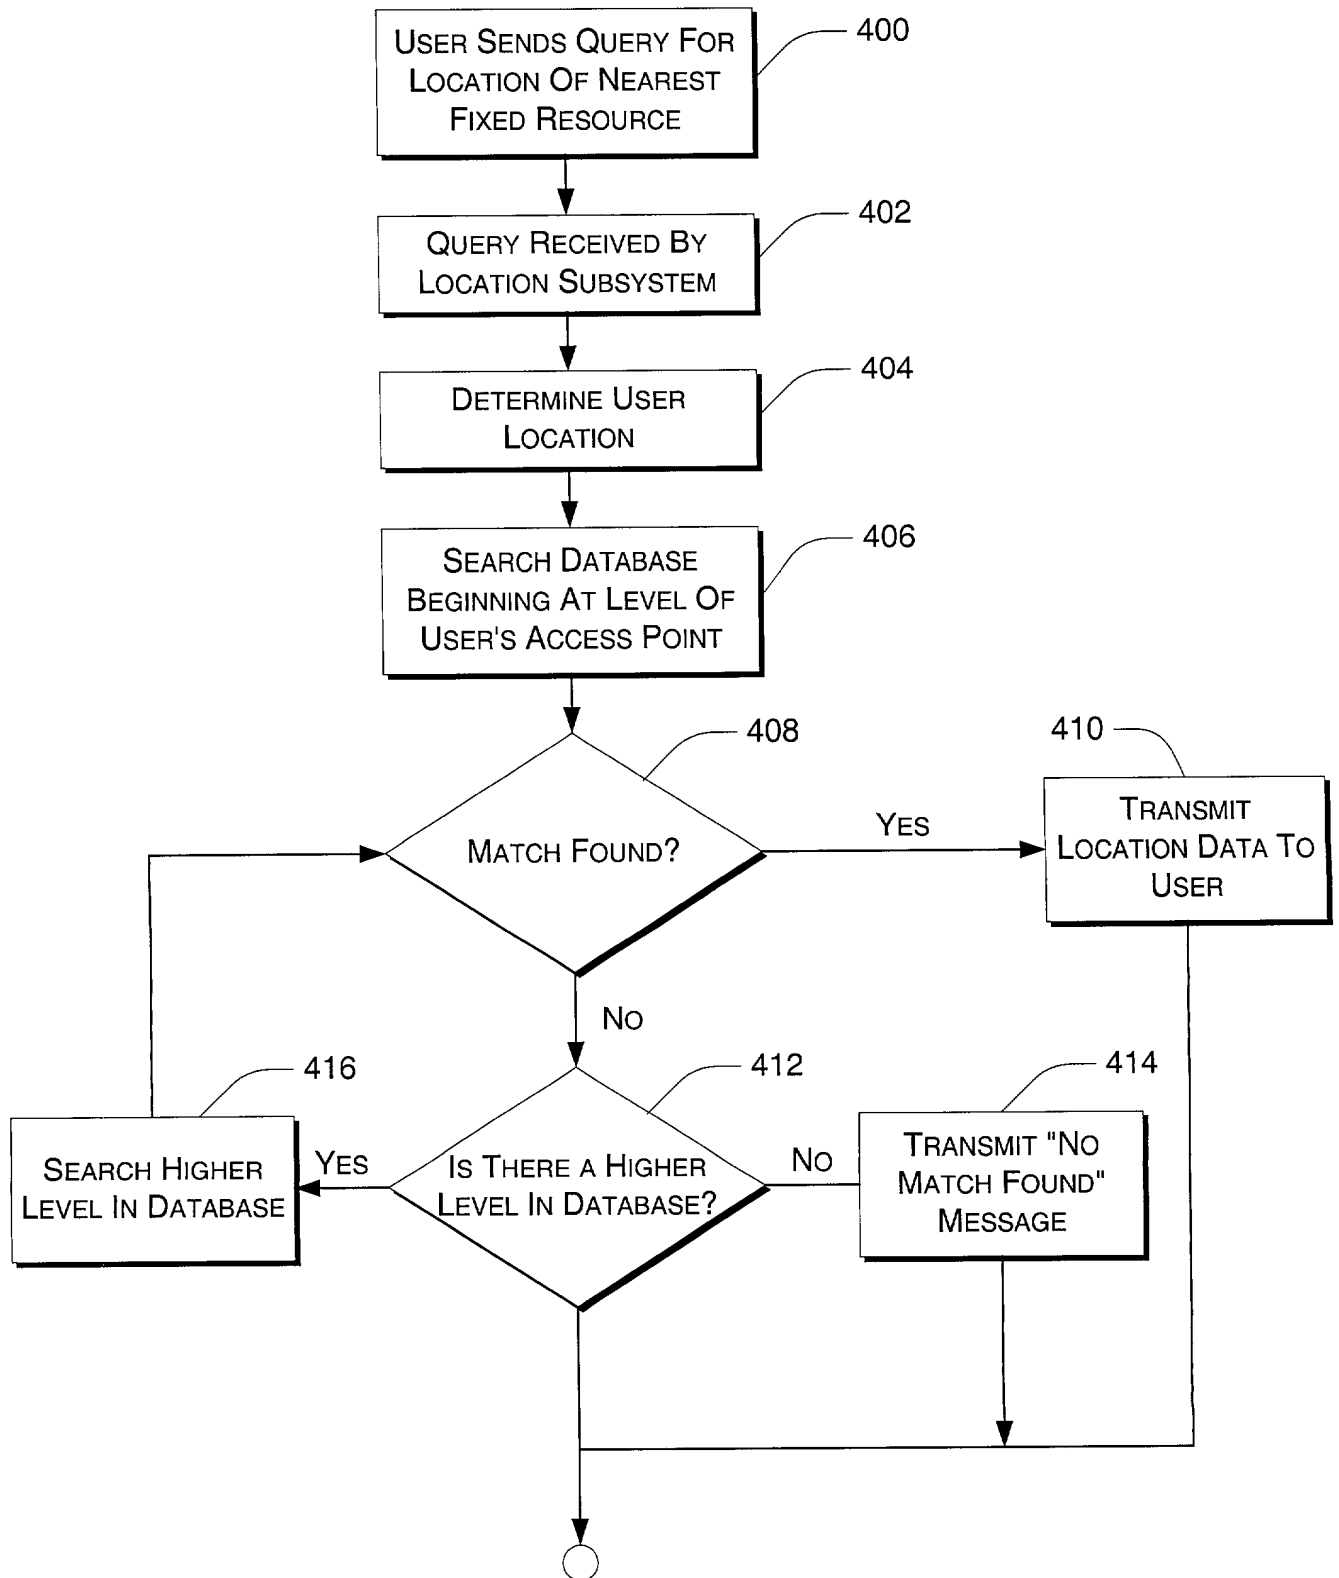 USER SENDS QUERY FOR
LOCATION OF NEAREST
FIXED RESOURCE
400
QUERY RECEIVED BY
LOCATION SUBSYSTEM
402
DETERMINE USER
LOCATION
404
SEARCH DATABASE
BEGINNING AT LEVEL OF
USER'S ACCESS POINT
406
MATCH FOUND?
408
YES
TRANSMIT
LOCATION DATA TO
USER
410
NO
IS THERE A HIGHER
LEVEL IN DATABASE?
412
NO
TRANSMIT "NO
MATCH FOUND"
MESSAGE
414
YES
SEARCH HIGHER
LEVEL IN DATABASE
416